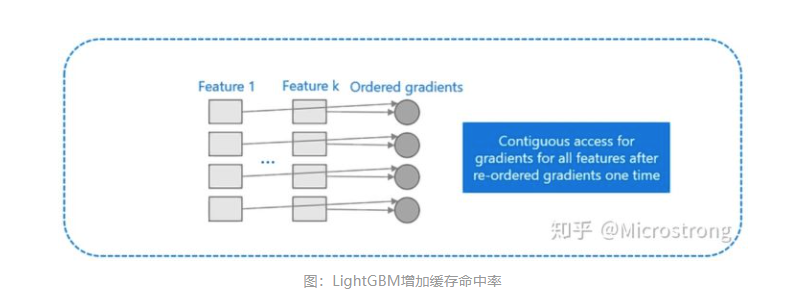 Feature 1
Feature k
Ordered gradients
...
Contiguous access for
gradients for all features after
re-ordered gradients one time
知乎 @Microstrong
图：LightGBM增加缓存命中率